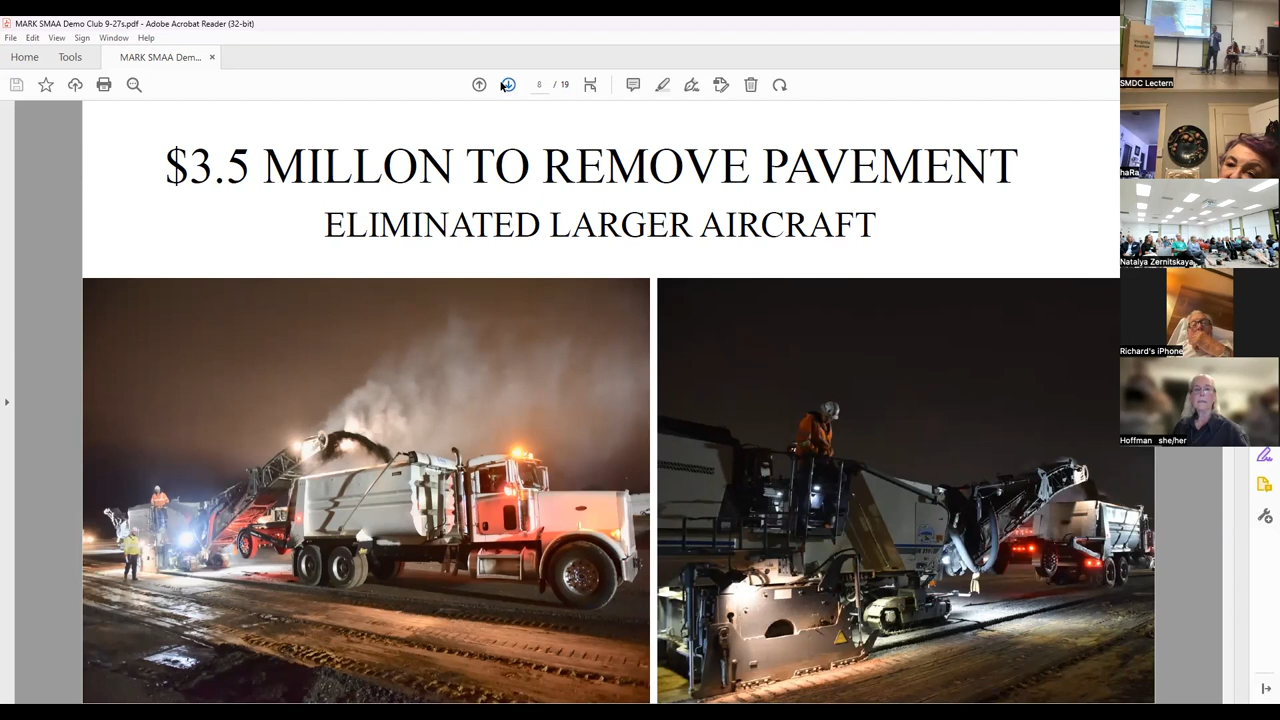 MARK SMAA Demo Club 9-27s.pdf - Adobe Acrobat Reader (32-bit)
File Edit View Sign Window Help
Home Tools MARK SMAA Dem... ×
8 / 19
$3.5 MILLON TO REMOVE PAVEMENT
ELIMINATED LARGER AIRCRAFT
SMDC Lectern
haRa
Natalya Zernitskaya
Richard's iPhone
Hoffman she/her